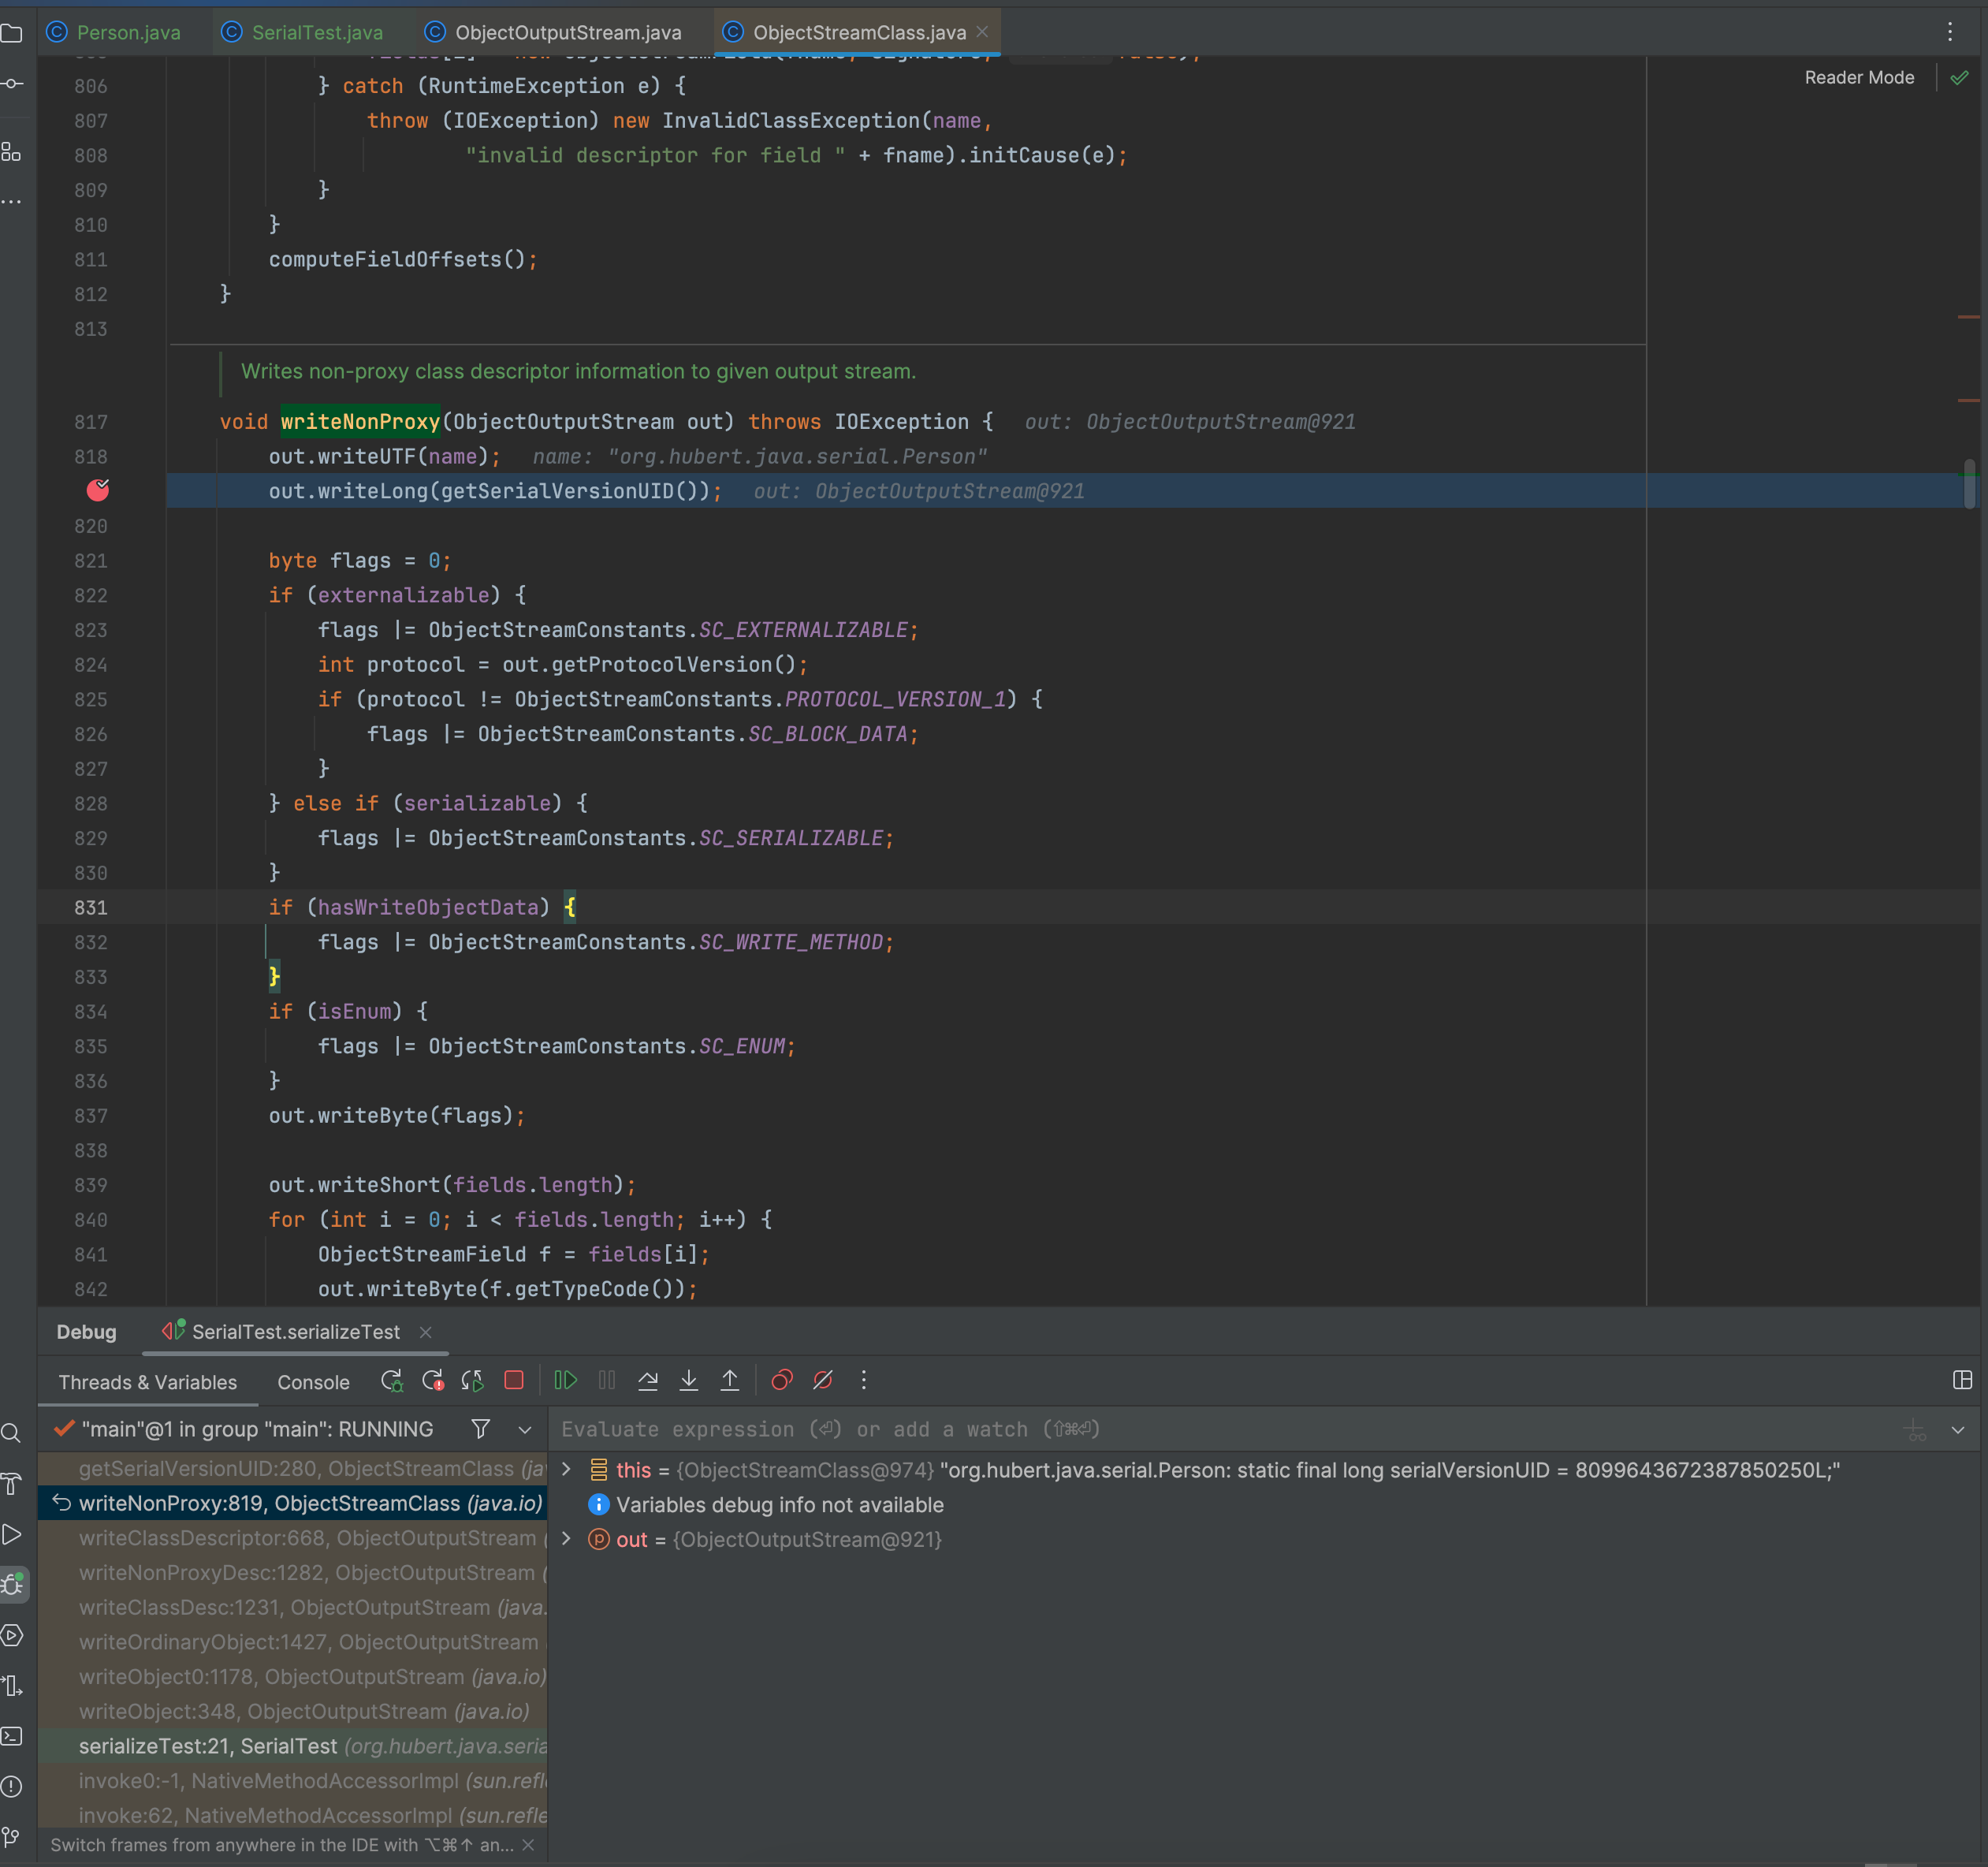 Person.java
SerialTest.java
ObjectOutputStream.java
ObjectStreamClass.java
Reader Mode
806 } catch (RuntimeException e) {
807 throw (IOException) new InvalidClassException(name,
808 "invalid descriptor for field " + fname).initCause(e);
809 }
810 }
811 computeFieldOffsets();
812 }
813
Writes non-proxy class descriptor information to given output stream.
817 void writeNonProxy(ObjectOutputStream out) throws IOException { out: ObjectOutputStream@921
818 out.writeUTF(name); name: "org.hubert.java.serial.Person"
out.writeLong(getSerialVersionUID()); out: ObjectOutputStream@921
820
821 byte flags = 0;
822 if (externalizable) {
823 flags |= ObjectStreamConstants.SC_EXTERNALIZABLE;
824 int protocol = out.getProtocolVersion();
825 if (protocol != ObjectStreamConstants.PROTOCOL_VERSION_1) {
826 flags |= ObjectStreamConstants.SC_BLOCK_DATA;
827 }
828 } else if (serializable) {
829 flags |= ObjectStreamConstants.SC_SERIALIZABLE;
830 }
831 if (hasWriteObjectData) {
832 flags |= ObjectStreamConstants.SC_WRITE_METHOD;
833 }
834 if (isEnum) {
835 flags |= ObjectStreamConstants.SC_ENUM;
836 }
837 out.writeByte(flags);
838
839 out.writeShort(fields.length);
840 for (int i = 0; i < fields.length; i++) {
841 ObjectStreamField f = fields[i];
842 out.writeByte(f.getTypeCode());
Debug
SerialTest.serializeTest
Threads & Variables
Console
"main"@1 in group "main": RUNNING
Evaluate expression (⏎) or add a watch (⇧⌘⏎)
getSerialVersionUID:280, ObjectStreamClass (ja
writeNonProxy:819, ObjectStreamClass (java.io)
writeClassDescriptor:668, ObjectOutputStream (
writeNonProxyDesc:1282, ObjectOutputStream (
writeClassDesc:1231, ObjectOutputStream (java.
writeOrdinaryObject:1427, ObjectOutputStream
writeObject0:1178, ObjectOutputStream (java.io)
writeObject:348, ObjectOutputStream (java.io)
serializeTest:21, SerialTest (org.hubert.java.seria
invoke0:-1, NativeMethodAccessorImpl (sun.refle
invoke:62, NativeMethodAccessorImpl (sun.refle
Switch frames from anywhere in the IDE with ⌥⌘↑ an...
this = {ObjectStreamClass@974} "org.hubert.java.serial.Person: static final long serialVersionUID = 8099643672387850250L;"
Variables debug info not available
out = {ObjectOutputStream@921}